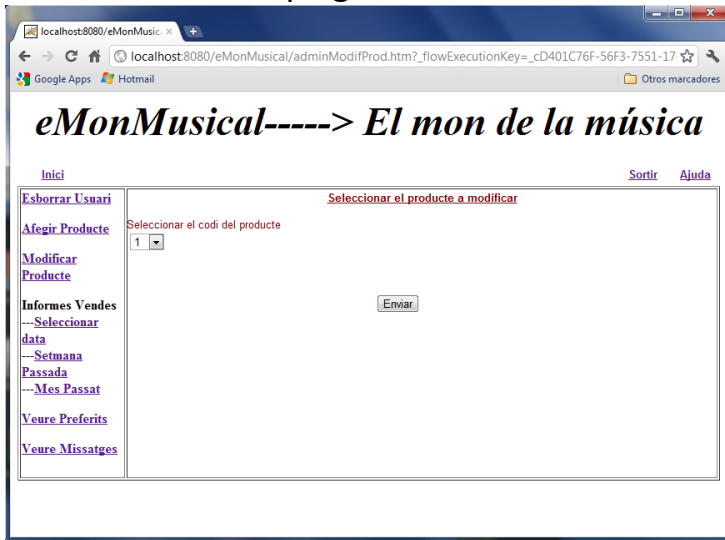 localhost:8080/eMonMusic
localhost:8080/eMonMusical/adminModifProd.htm?_flowExecutionKey=_cD401C76F-56F3-7551-17
Google Apps Hotmail Otros marcadores
eMonMusical-----> El mon de la música
Inici Sortir Ajuda
Esborrar Usuari
Afegir Producte
Modificar
Producte
Informes Vendes
---Seleccionar
data
---Setmana
Passada
---Mes Passat
Veure Preferits
Veure Missatges
Seleccionar el producte a modificar
Seleccionar el codi del producte
1
Enviar